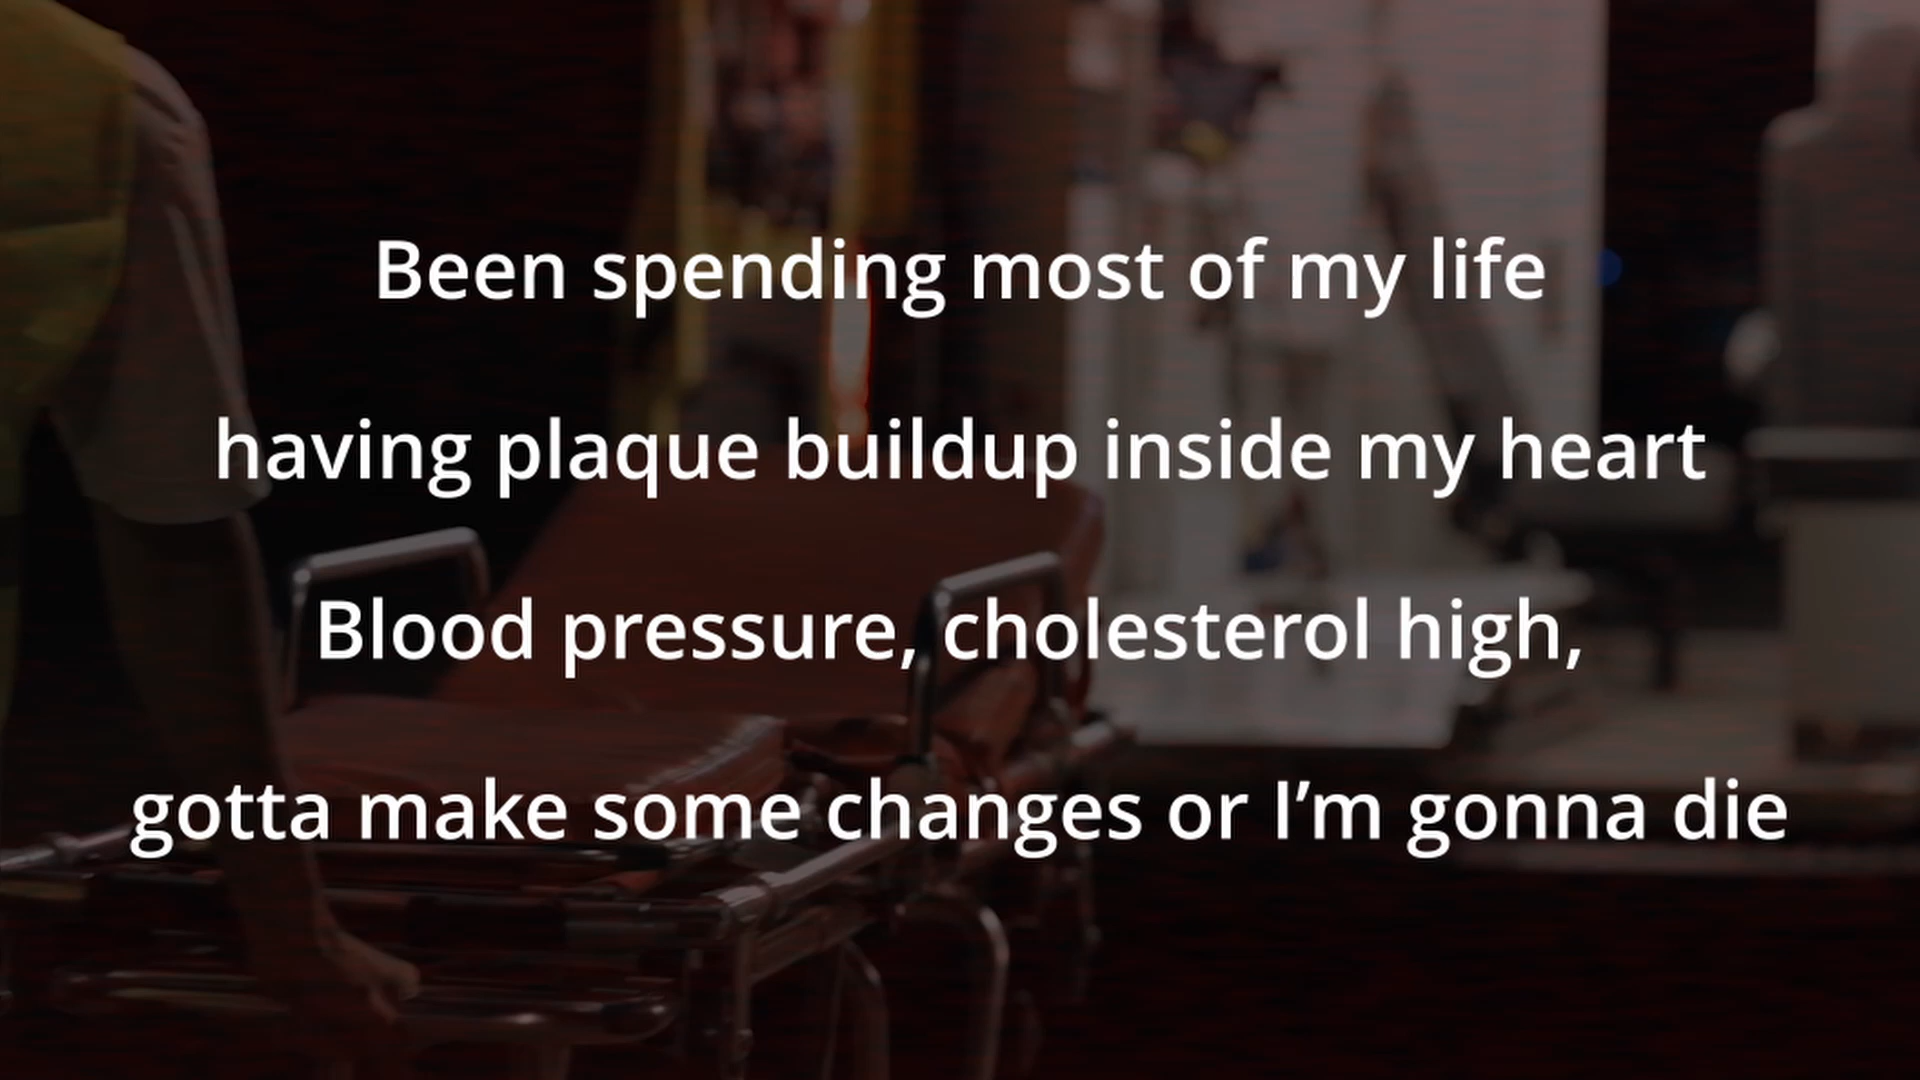 Been spending most of my life
having plaque buildup inside my heart
Blood pressure, cholesterol high,
gotta make some changes or I’m gonna die